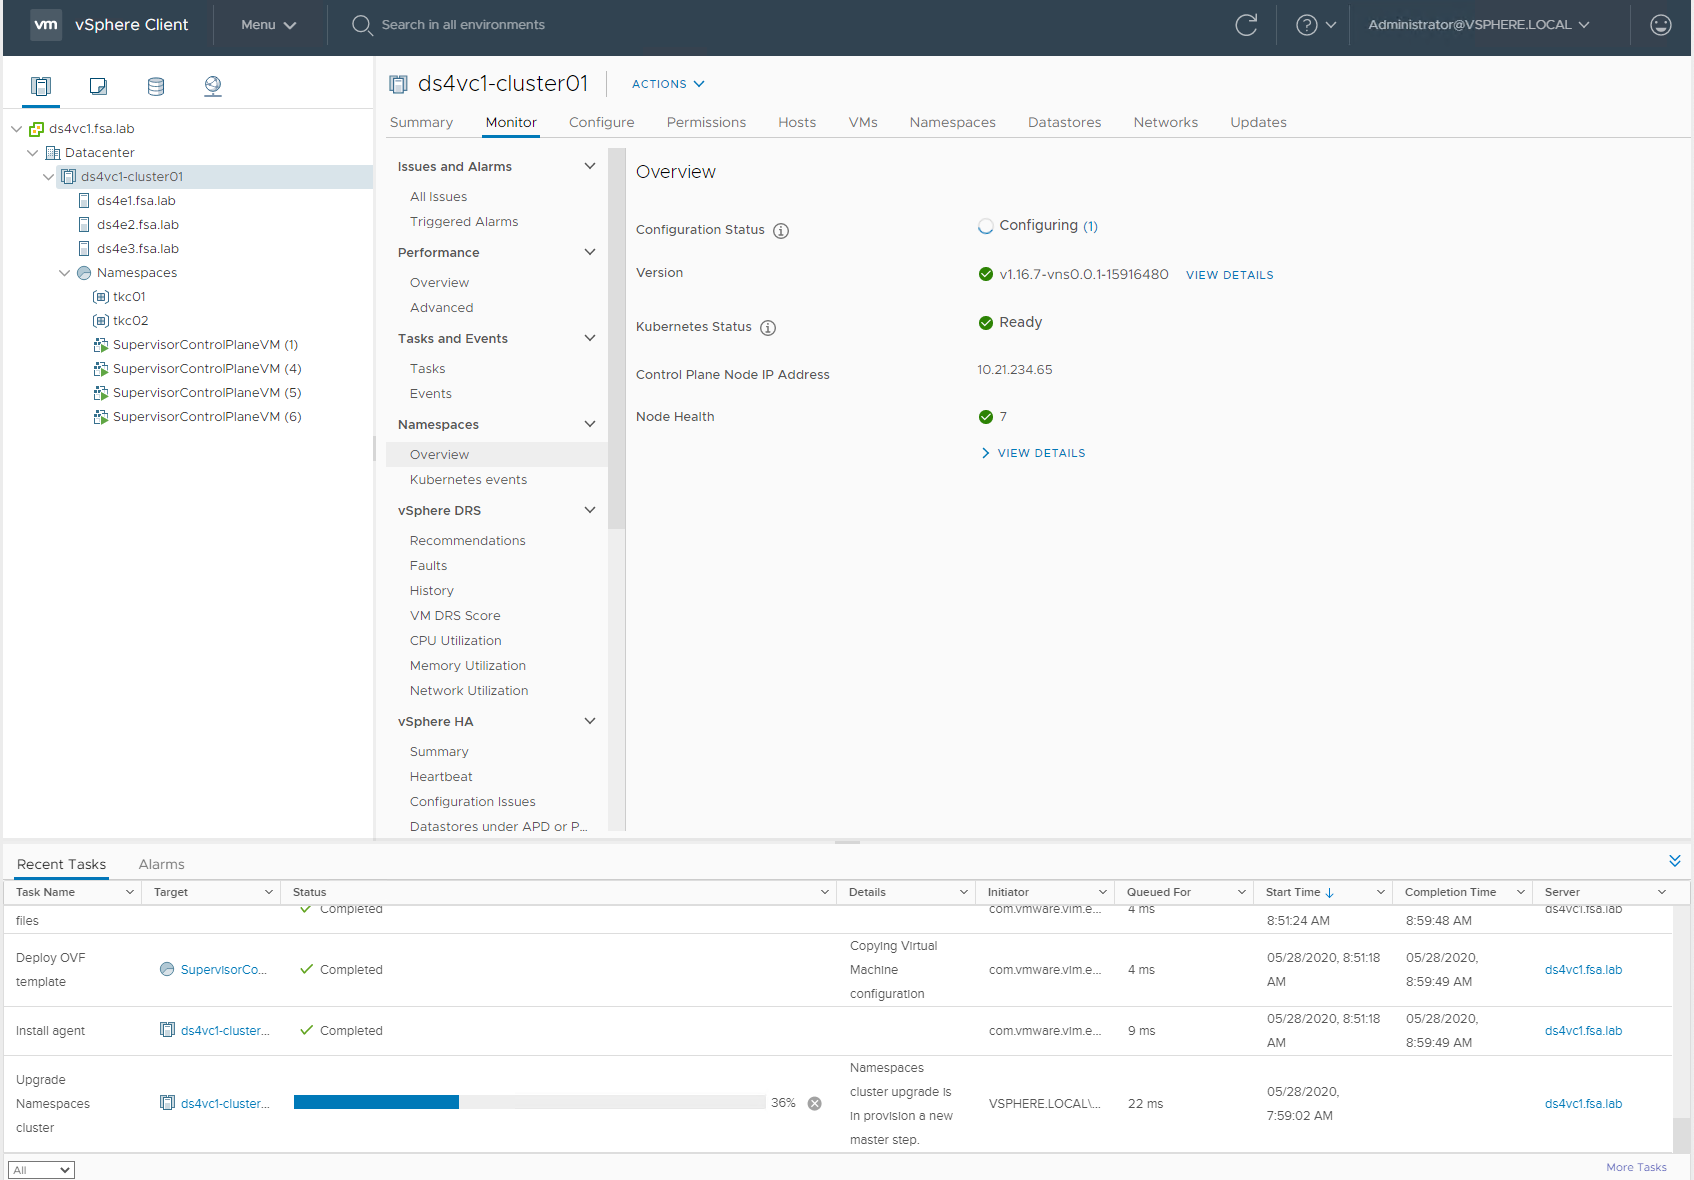 vm vSphere Client Menu Search in all environments ? Administrator@VSPHERE.LOCAL
ds4vc1.fsa.lab
Datacenter
ds4vc1-cluster01
ds4e1.fsa.lab
ds4e2.fsa.lab
ds4e3.fsa.lab
Namespaces
tkc01
tkc02
SupervisorControlPlaneVM (1)
SupervisorControlPlaneVM (4)
SupervisorControlPlaneVM (5)
SupervisorControlPlaneVM (6)
ds4vc1-cluster01 ACTIONS
Summary Monitor Configure Permissions Hosts VMs Namespaces Datastores Networks Updates
Issues and Alarms
All Issues
Triggered Alarms
Performance
Overview
Advanced
Tasks and Events
Tasks
Events
Namespaces
Overview
Kubernetes events
vSphere DRS
Recommendations
Faults
History
VM DRS Score
CPU Utilization
Memory Utilization
Network Utilization
vSphere HA
Summary
Heartbeat
Configuration Issues
Datastores under APD or P...
Overview
Configuration Status Configuring (1)
Version v1.16.7-vns0.0.1-15916480 VIEW DETAILS
Kubernetes Status Ready
Control Plane Node IP Address 10.21.234.65
Node Health 7
VIEW DETAILS
Recent Tasks Alarms
Task Name Target Status Details Initiator Queued For Start Time Completion Time Server
files Completed com.vmware.vim.e... 4 ms 8:51:24 AM 8:59:48 AM ds4vc1.fsa.lab
Deploy OVF
template
SupervisorCo... Completed
Copying Virtual
Machine
configuration
com.vmware.vim.e... 4 ms
05/28/2020, 8:51:18
AM
05/28/2020,
8:59:49 AM
ds4vc1.fsa.lab
Install agent ds4vc1-cluster... Completed com.vmware.vim.e... 9 ms
05/28/2020, 8:51:18
AM
05/28/2020,
8:59:49 AM
ds4vc1.fsa.lab
Upgrade
Namespaces
cluster
ds4vc1-cluster... 36%
Namespaces
cluster upgrade is
in provision a new
master step.
VSPHERE.LOCAL\... 22 ms
05/28/2020,
7:59:02 AM
ds4vc1.fsa.lab
All More Tasks